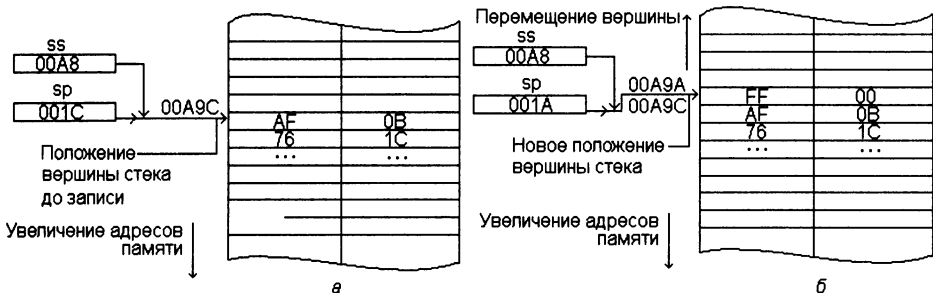 ss
00A8
sp
001C
00A9C
AF 0B
76 1C
... ...
Положение
вершины стека
до записи
Увеличение адресов
памяти
а
Перемещение вершины
ss
00A8
sp
001A
00A9A
00A9C
FF 00
AF 0B
76 1C
... ...
Новое положение
вершины стека
Увеличение адресов
памяти
б